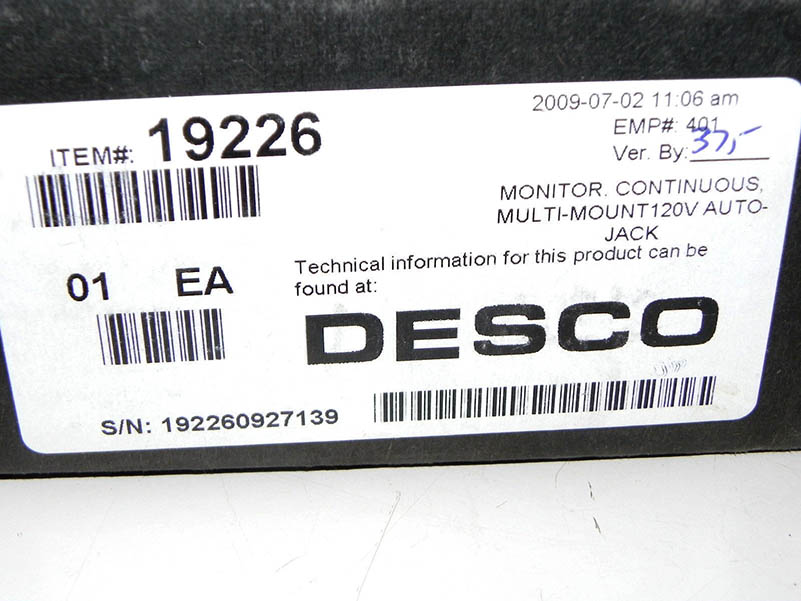 2009-07-02 11:06 am
ITEM#: 19226
EMP#: 401
Ver. By: 37,-
MONITOR. CONTINUOUS,
MULTI-MOUNT120V AUTO-
JACK
01 EA
Technical information for this product can be
found at:
DESCO
S/N: 192260927139